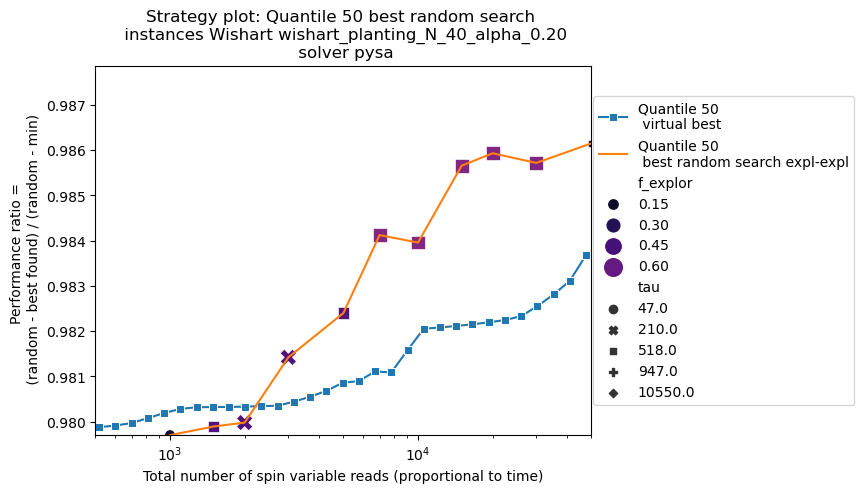 Strategy plot: Quantile 50 best random search
instances Wishart wishart_planting_N_40_alpha_0.20
solver pysa
Performance ratio =
(random - best found) / (random - min)
0.987
0.986
0.985
0.984
0.983
0.982
0.981
0.980
10^3
10^4
Total number of spin variable reads (proportional to time)
Quantile 50
virtual best
Quantile 50
best random search expl-expl
f_explor
0.15
0.30
0.45
0.60
tau
47.0
210.0
518.0
947.0
10550.0